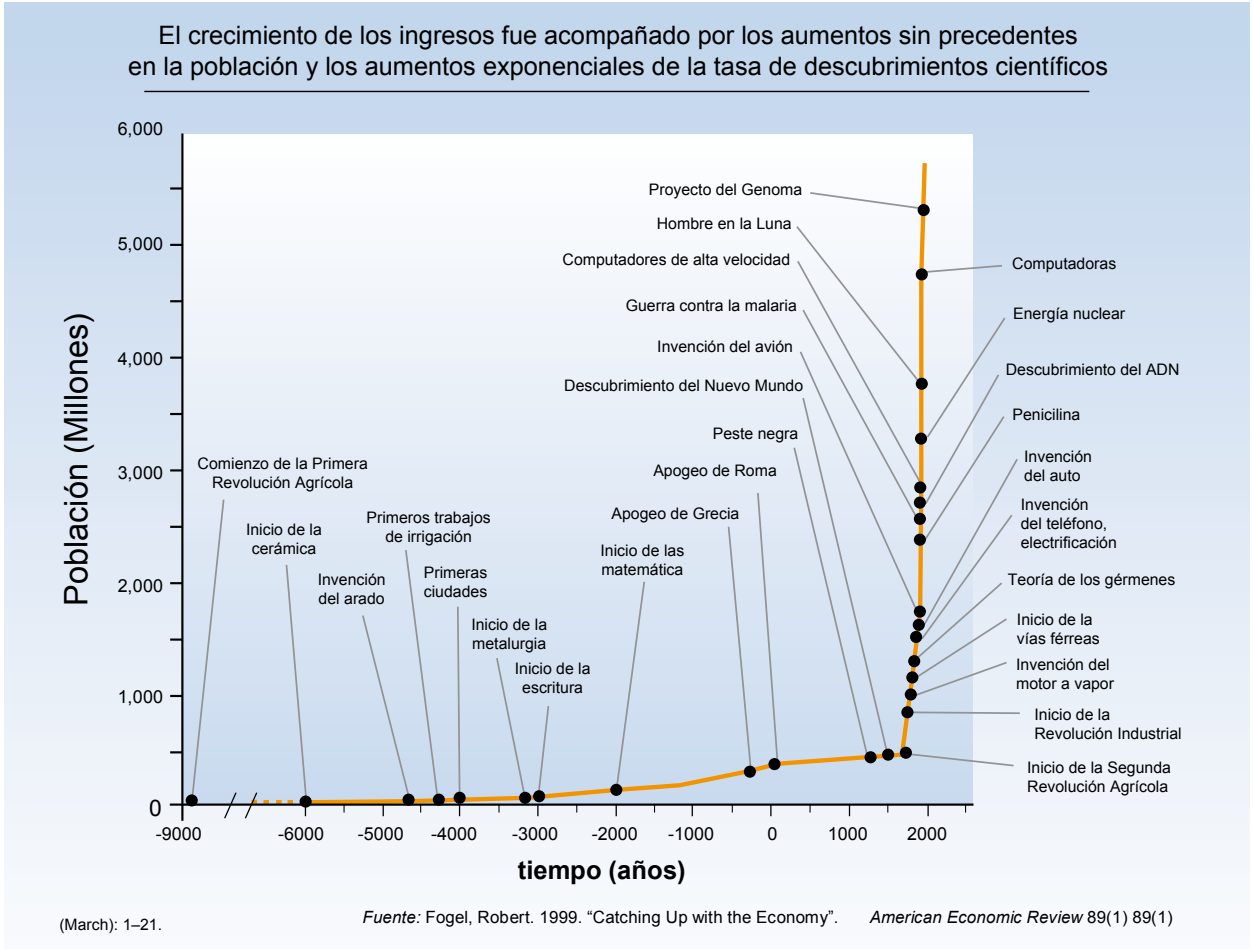 El crecimiento de los ingresos fue acompañado por los aumentos sin precedentes
en la población y los aumentos exponenciales de la tasa de descubrimientos científicos
Población (Millones)
6,000
5,000
4,000
3,000
2,000
1,000
0
Comienzo de la Primera
Revolución Agrícola
Inicio de la
cerámica
Invención
del arado
Primeros trabajos
de irrigación
Primeras
ciudades
Inicio de la
metalurgia
Inicio de la
escritura
Inicio de las
matemática
Apogeo de Grecia
Apogeo de Roma
Peste negra
Descubrimiento del Nuevo Mundo
Invención del avión
Guerra contra la malaria
Computadores de alta velocidad
Hombre en la Luna
Proyecto del Genoma
Computadoras
Energía nuclear
Descubrimiento del ADN
Penicilina
Invención
del auto
Invención
del teléfono,
electrificación
Teoría de los gérmenes
Inicio de la
vías férreas
Invención del
motor a vapor
Inicio de la
Revolución Industrial
Inicio de la Segunda
Revolución Agrícola
-9000 -6000 -5000 -4000 -3000 -2000 -1000 0 1000 2000
tiempo (años)
(March): 1–21. Fuente: Fogel, Robert. 1999. “Catching Up with the Economy”. American Economic Review 89(1) 89(1)